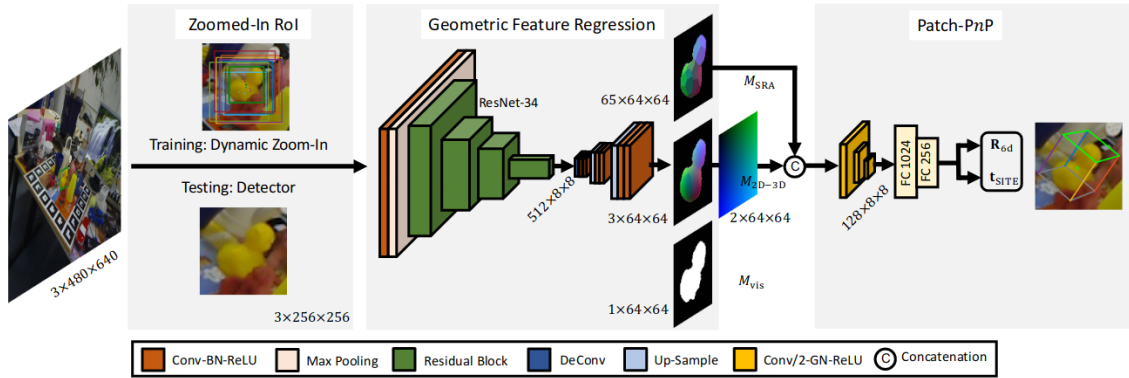 Zoomed-In RoI
Geometric Feature Regression
Patch-PnP
ResNet-34
65×64×64
M_SRA
Training: Dynamic Zoom-In
Testing: Detector
3×480×640
3×256×256
512×8×8
3×64×64
M_2D−3D
2×64×64
1×64×64
M_vis
C
128×8×8
FC 1024
FC 256
R_6d
t_SITE
Conv-BN-ReLU
Max Pooling
Residual Block
DeConv
Up-Sample
Conv/2-GN-ReLU
C Concatenation